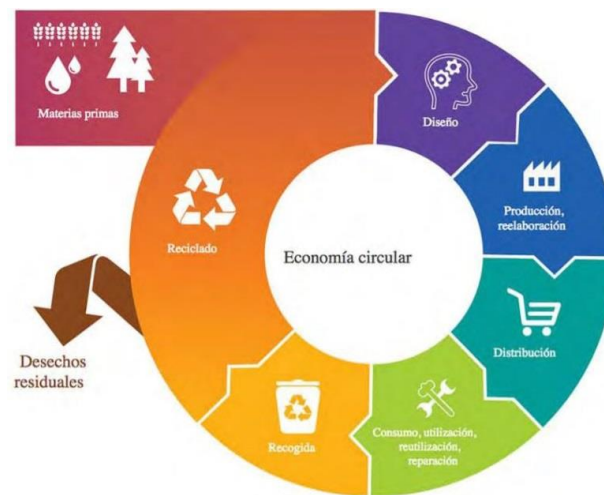 Materias primas
Diseño
Producción,
reelaboración
Reciclado
Economía circular
Distribución
Desechos
residuales
Recogida
Consumo, utilización,
reutilización,
reparación